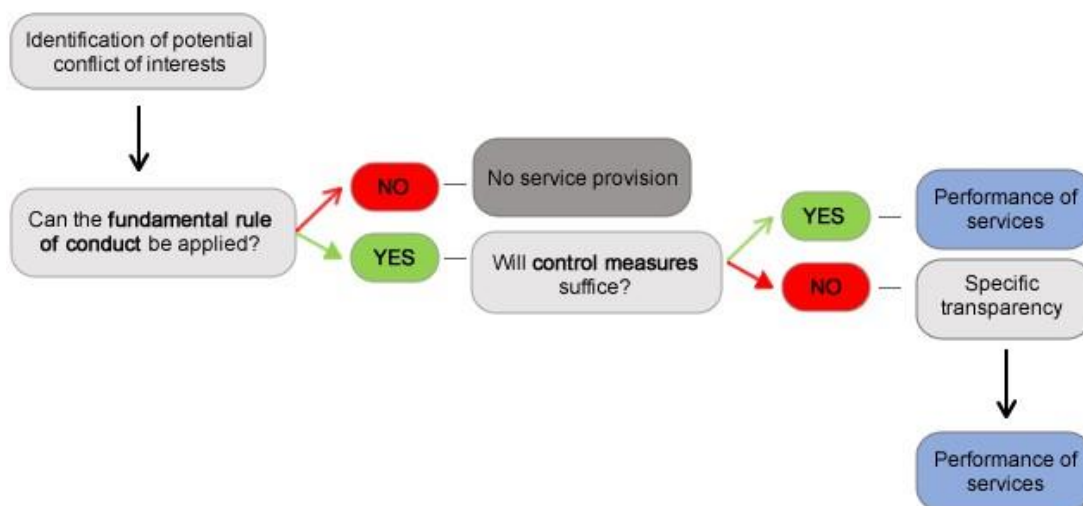 Identification of potential
conflict of interests
Can the fundamental rule
of conduct be applied?
NO
No service provision
YES
Will control measures
suffice?
YES
Performance of
services
NO
Specific
transparency
Performance of
services